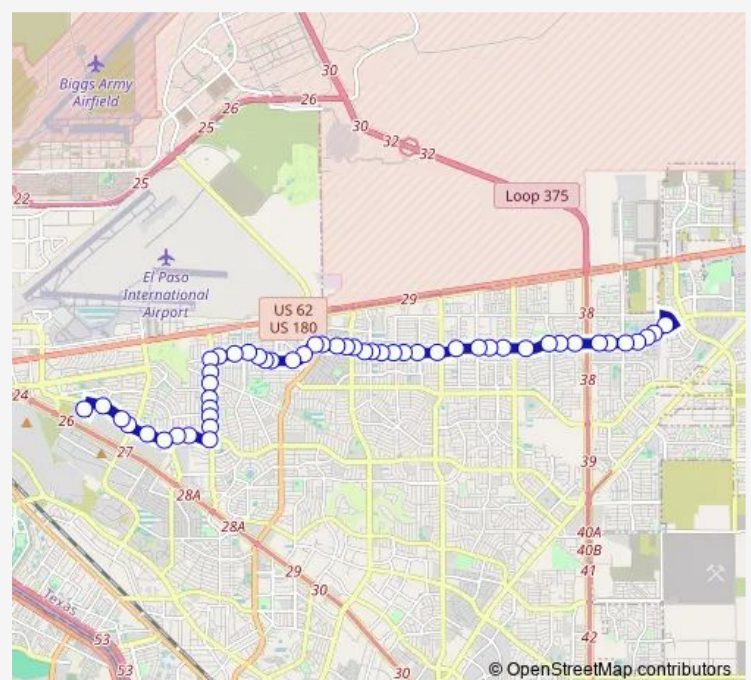 Biggs Army
Airfield
30
26
26
25
30
32
32
25
22
Loop 375
El Paso
International
Airport
29
US 62
US 180
38
24
26
38
27
39
28A
28A
40A
40B
29
41
30
Texas
42
53
53
30
© OpenStreetMap contributors